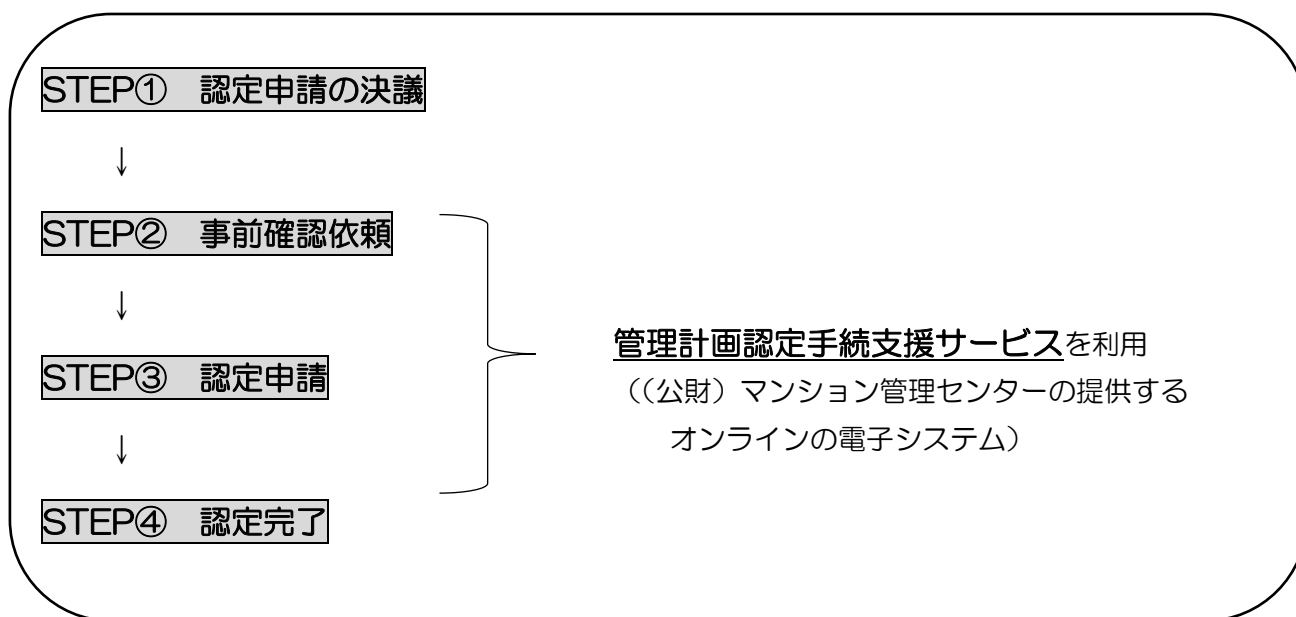 STEP① 認定申請の決議
↓
STEP② 事前確認依頼
↓
STEP③ 認定申請
↓
STEP④ 認定完了
管理計画認定手続支援サービスを利用
((公財)マンション管理センターの提供する
オンラインの電子システム)